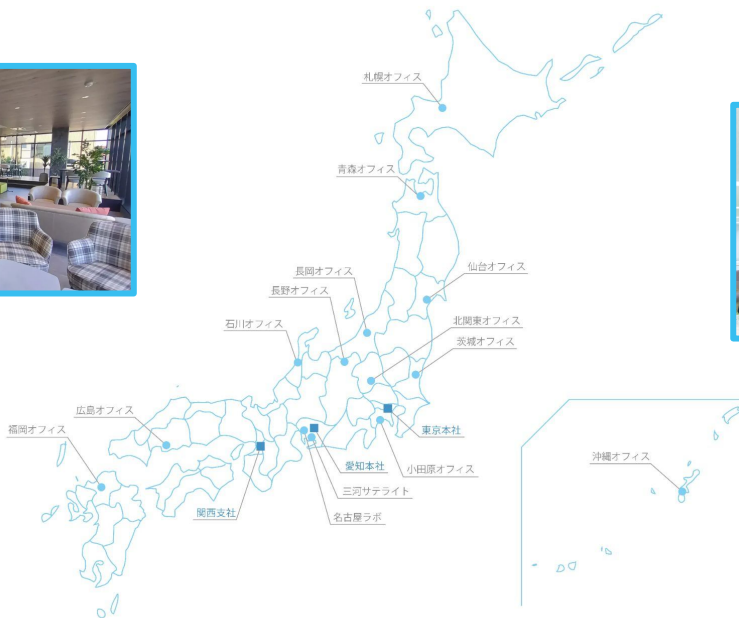 札幌オフィス
青森オフィス
仙台オフィス
長岡オフィス
長野オフィス
北関東オフィス
石川オフィス
茨城オフィス
広島オフィス
福岡オフィス
東京本社
愛知本社
小田原オフィス
沖縄オフィス
三河サテライト
関西支社
名古屋ラボ